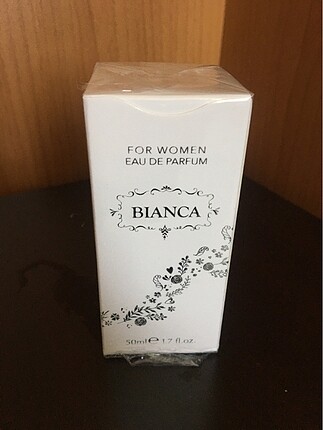 FOR WOMEN
EAU DE PARFUM
BIANCA
50ml ℮ 1.7 fl.oz.